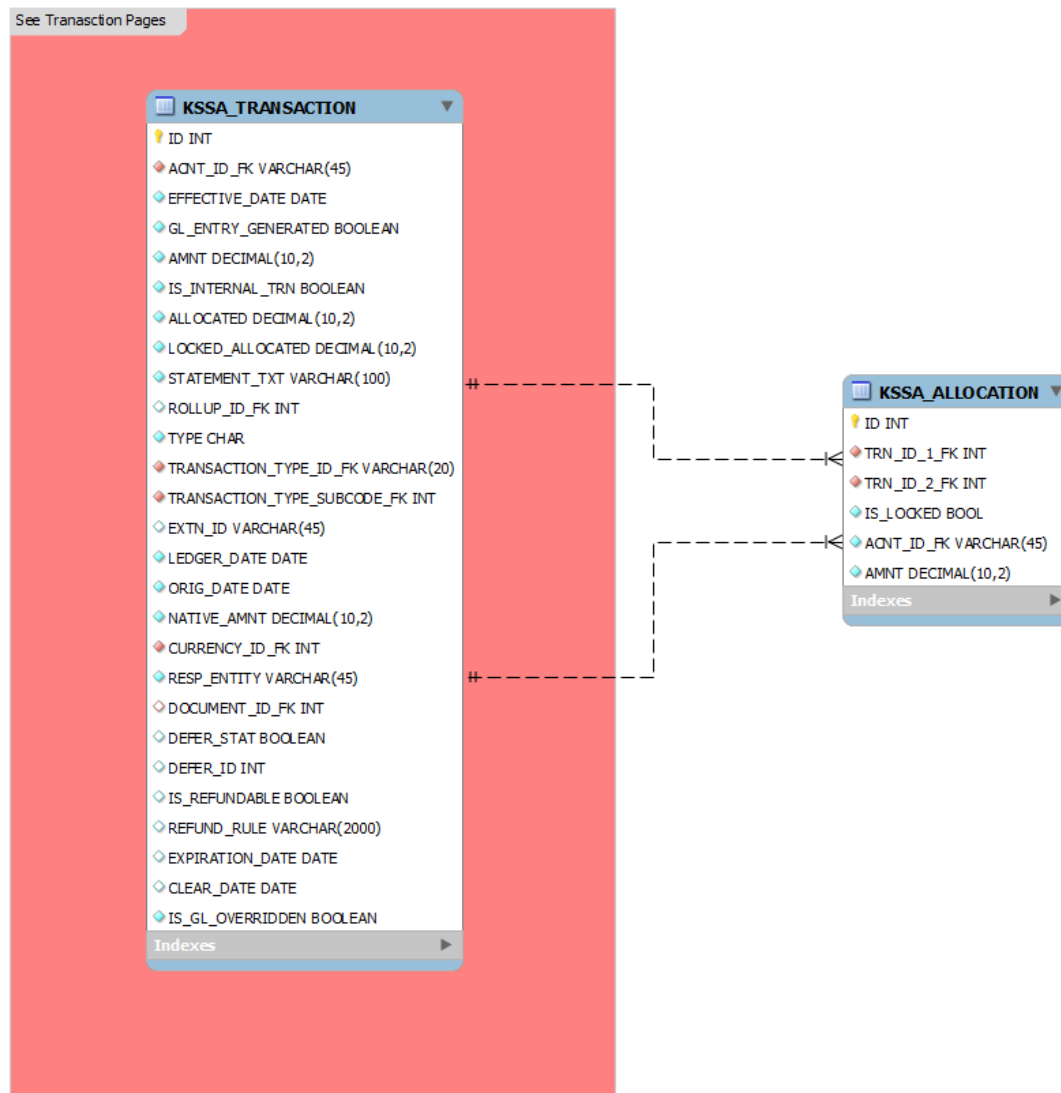 See Tranasction Pages
KSSA_TRANSACTION
ID INT
ACNT_ID_FK VARCHAR(45)
EFFECTIVE_DATE DATE
GL_ENTRY_GENERATED BOOLEAN
AMNT DECIMAL(10,2)
IS_INTERNAL_TRN BOOLEAN
ALLOCATED DECIMAL(10,2)
LOCKED_ALLOCATED DECIMAL(10,2)
STATEMENT_TXT VARCHAR(100)
ROLLUP_ID_FK INT
TYPE CHAR
TRANSACTION_TYPE_ID_FK VARCHAR(20)
TRANSACTION_TYPE_SUBCODE_FK INT
EXTN_ID VARCHAR(45)
LEDGER_DATE DATE
ORIG_DATE DATE
NATIVE_AMNT DECIMAL(10,2)
CURRENCY_ID_FK INT
RESP_ENTITY VARCHAR(45)
DOCUMENT_ID_FK INT
DEFER_STAT BOOLEAN
DEFER_ID INT
IS_REFUNDABLE BOOLEAN
REFUND_RULE VARCHAR(2000)
EXPIRATION_DATE DATE
CLEAR_DATE DATE
IS_GL_OVERRIDDEN BOOLEAN
Indexes
KSSA_ALLOCATION
ID INT
TRN_ID_1_FK INT
TRN_ID_2_FK INT
IS_LOCKED BOOL
ACNT_ID_FK VARCHAR(45)
AMNT DECIMAL(10,2)
Indexes